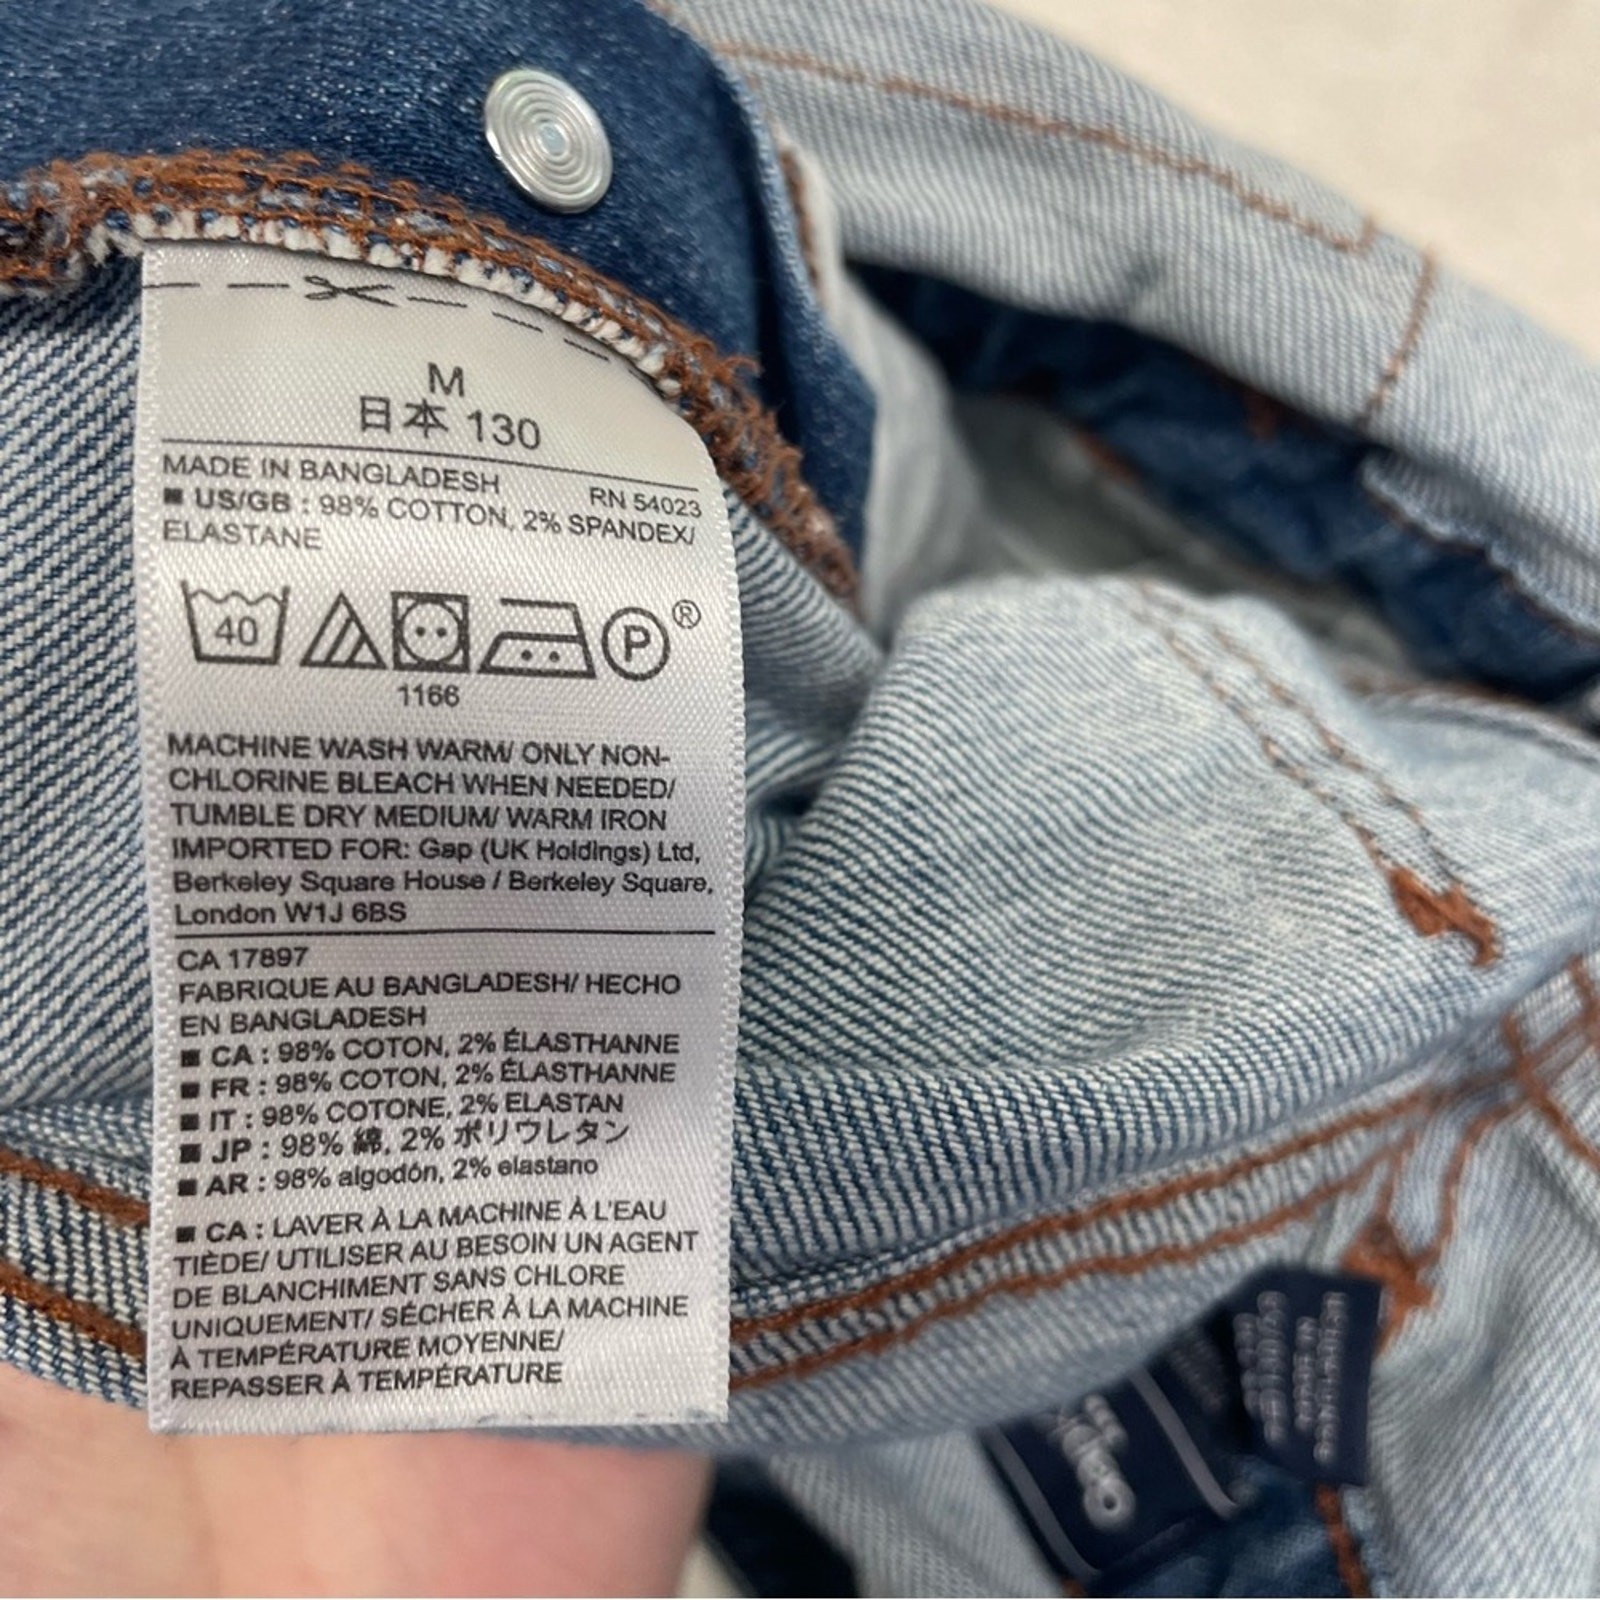 M
日本 130
MADE IN BANGLADESH
RN 54023
■ US/GB : 98% COTTON, 2% SPANDEX/
ELASTANE
40
P ®
1166
MACHINE WASH WARM/ ONLY NON-
CHLORINE BLEACH WHEN NEEDED/
TUMBLE DRY MEDIUM/ WARM IRON
IMPORTED FOR: Gap (UK Holdings) Ltd,
Berkeley Square House / Berkeley Square,
London W1J 6BS
CA 17897
FABRIQUE AU BANGLADESH/ HECHO
EN BANGLADESH
■ CA : 98% COTON, 2% ÉLASTHANNE
■ FR : 98% COTON, 2% ÉLASTHANNE
■ IT : 98% COTONE, 2% ELASTAN
■ JP : 98% 綿, 2% ポリウレタン
■ AR : 98% algodón, 2% elastano
■ CA : LAVER À LA MACHINE À L'EAU
TIÈDE/ UTILISER AU BESOIN UN AGENT
DE BLANCHIMENT SANS CHLORE
UNIQUEMENT/ SÉCHER À LA MACHINE
À TEMPÉRATURE MOYENNE/
REPASSER À TEMPÉRATURE